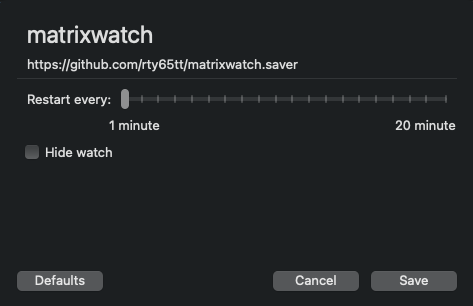 matrixwatch
https://github.com/rty65tt/matrixwatch.saver
Restart every:
1 minute 20 minute
Hide watch
Defaults Cancel Save